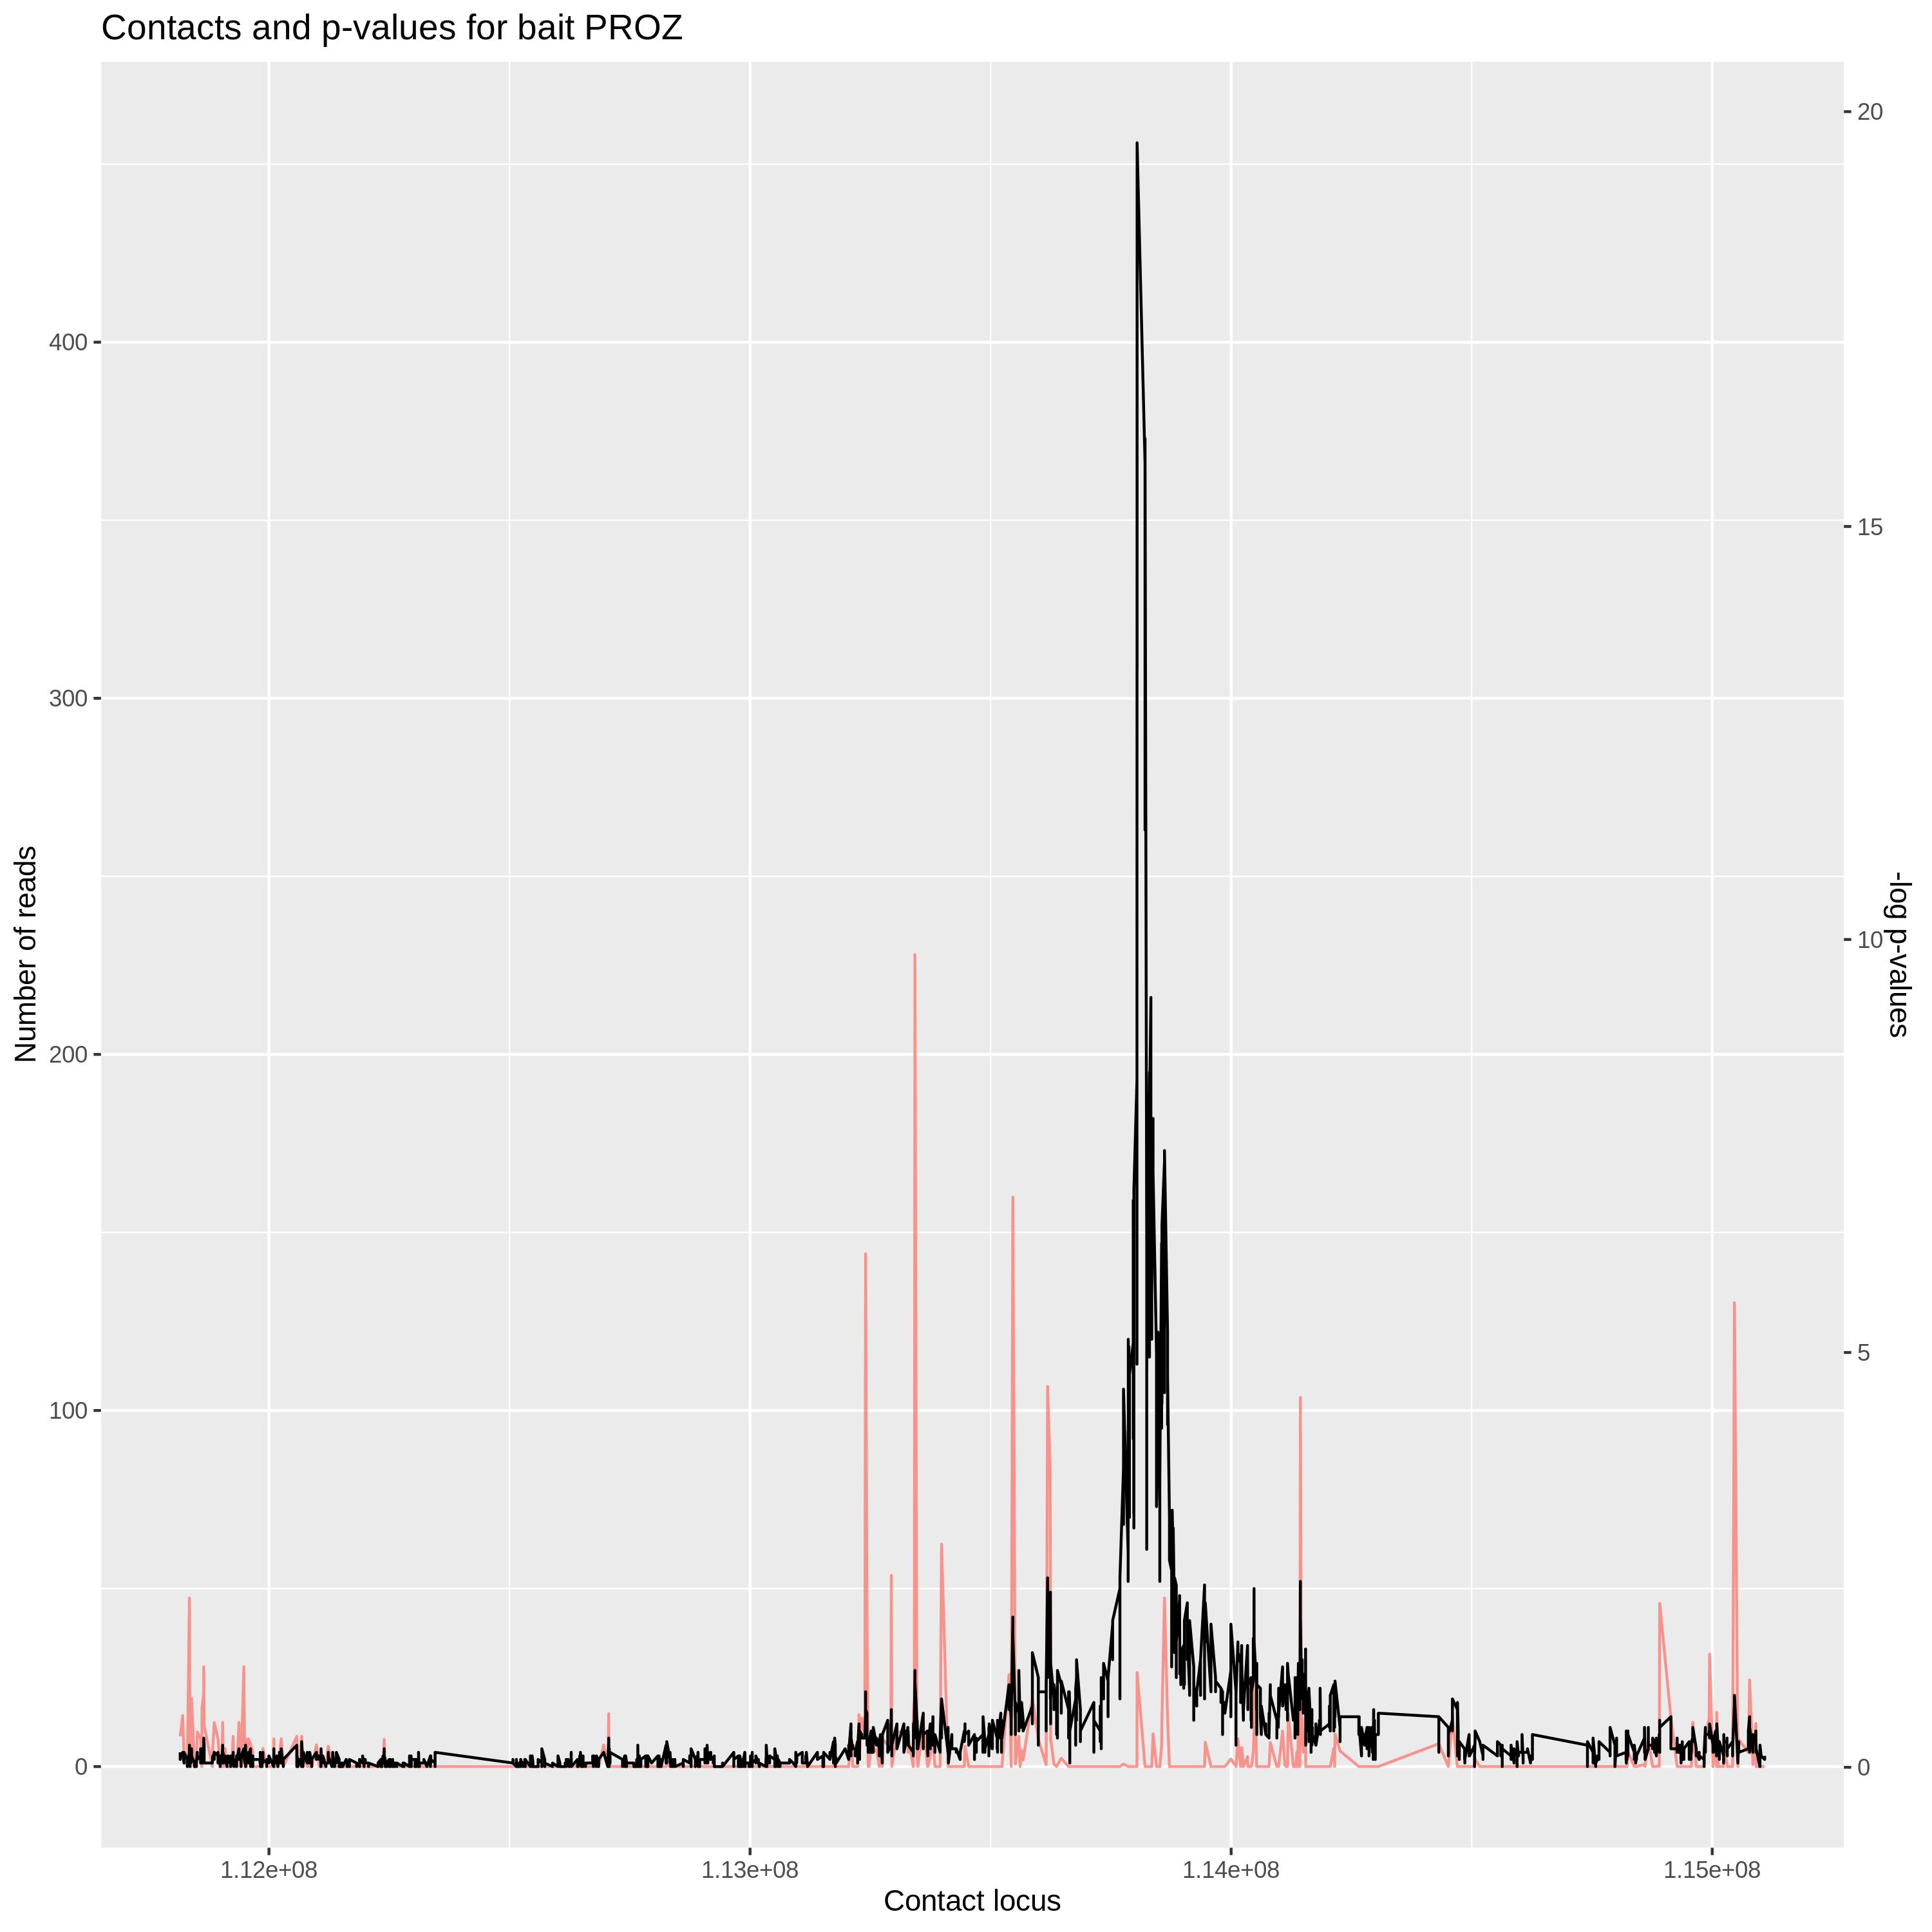 Contacts and p-values for bait PROZ
Number of reads
400
300
200
100
0
20
15
10
5
0
-log p-values
1.12e+08 1.13e+08 1.14e+08 1.15e+08
Contact locus